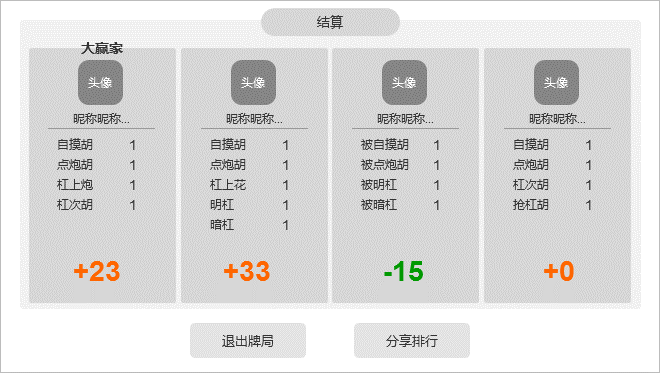 结算
大赢家
头像
昵称昵称...
自摸胡 1
点炮胡 1
杠上炮 1
杠次胡 1
+23
头像
昵称昵称...
自摸胡 1
点炮胡 1
杠上花 1
明杠 1
暗杠 1
+33
头像
昵称昵称...
被自摸胡 1
被点炮胡 1
被明杠 1
被暗杠 1
-15
头像
昵称昵称...
自摸胡 1
点炮胡 1
杠次胡 1
抢杠胡 1
+0
退出牌局
分享排行